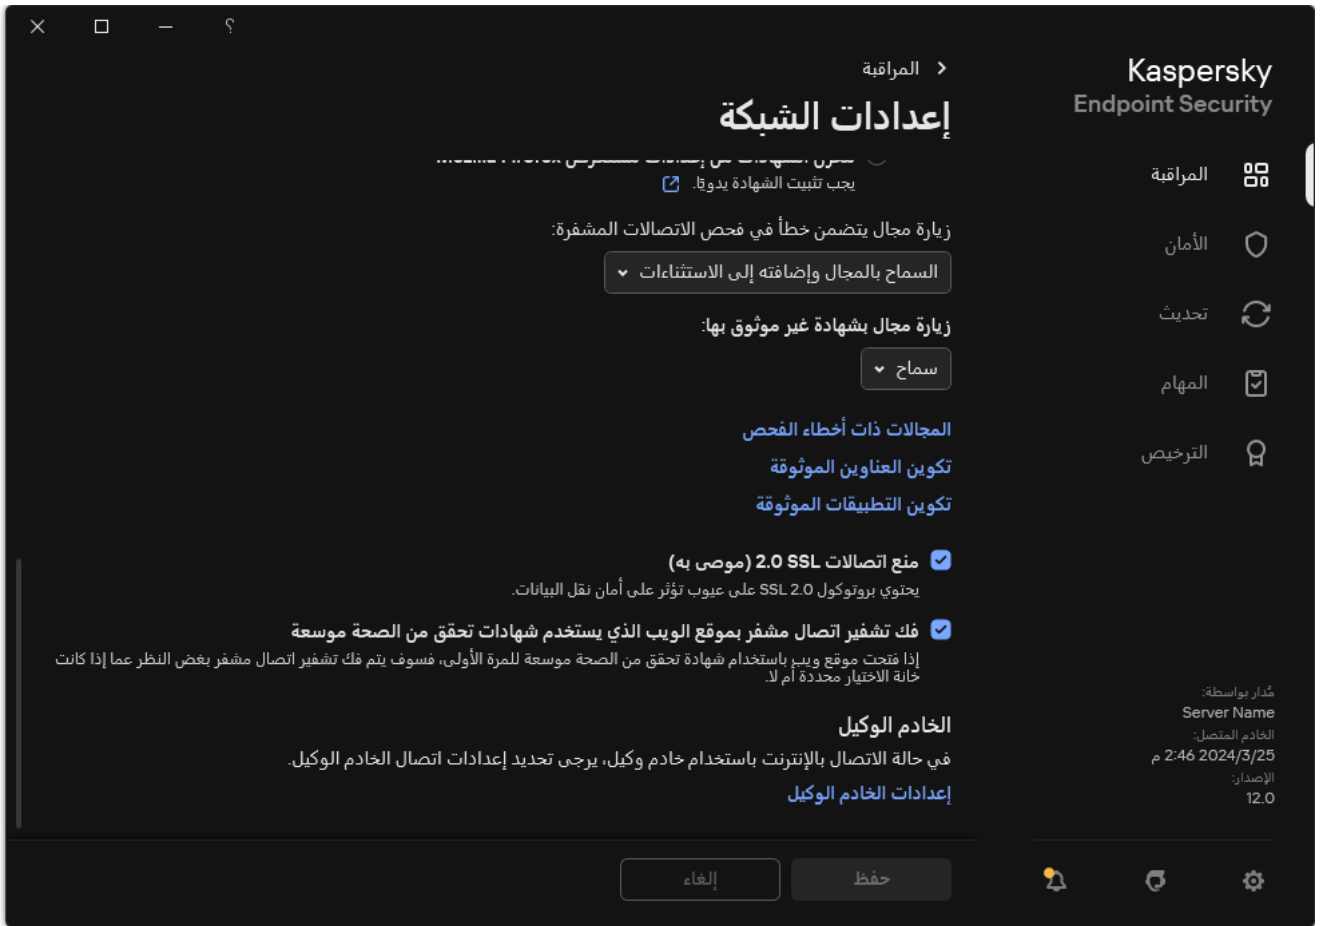 ؟
Kaspersky
Endpoint Security
المراقبة
الأمان
تحديث
المهام
الترخيص
مُدار بواسطة:
Server Name
الخادم المتصل:
2024/3/25 2:46 م
الإصدار:
12.0
المراقبة
إعدادات الشبكة
مخزن الشهادات من إعدادات مستعرض Mozilla Firefox
يجب تثبيت الشهادة يدويًا.
زيارة مجال يتضمن خطأ في فحص الاتصالات المشفرة:
السماح بالمجال وإضافته إلى الاستثناءات
زيارة مجال بشهادة غير موثوق بها:
سماح
المجالات ذات أخطاء الفحص
تكوين العناوين الموثوقة
تكوين التطبيقات الموثوقة
منع اتصالات SSL 2.0 (موصى به)
يحتوي بروتوكول SSL 2.0 على عيوب تؤثر على أمان نقل البيانات.
فك تشفير اتصال مشفر بموقع الويب الذي يستخدم شهادات تحقق من الصحة موسعة
إذا فتحت موقع ويب باستخدام شهادة تحقق من الصحة موسعة للمرة الأولى، فسوف يتم فك تشفير اتصال مشفر بغض النظر عما إذا كانت
خانة الاختيار محددة أم لا.
الخادم الوكيل
في حالة الاتصال بالإنترنت باستخدام خادم وكيل، يرجى تحديد إعدادات اتصال الخادم الوكيل.
إعدادات الخادم الوكيل
حفظ
إلغاء